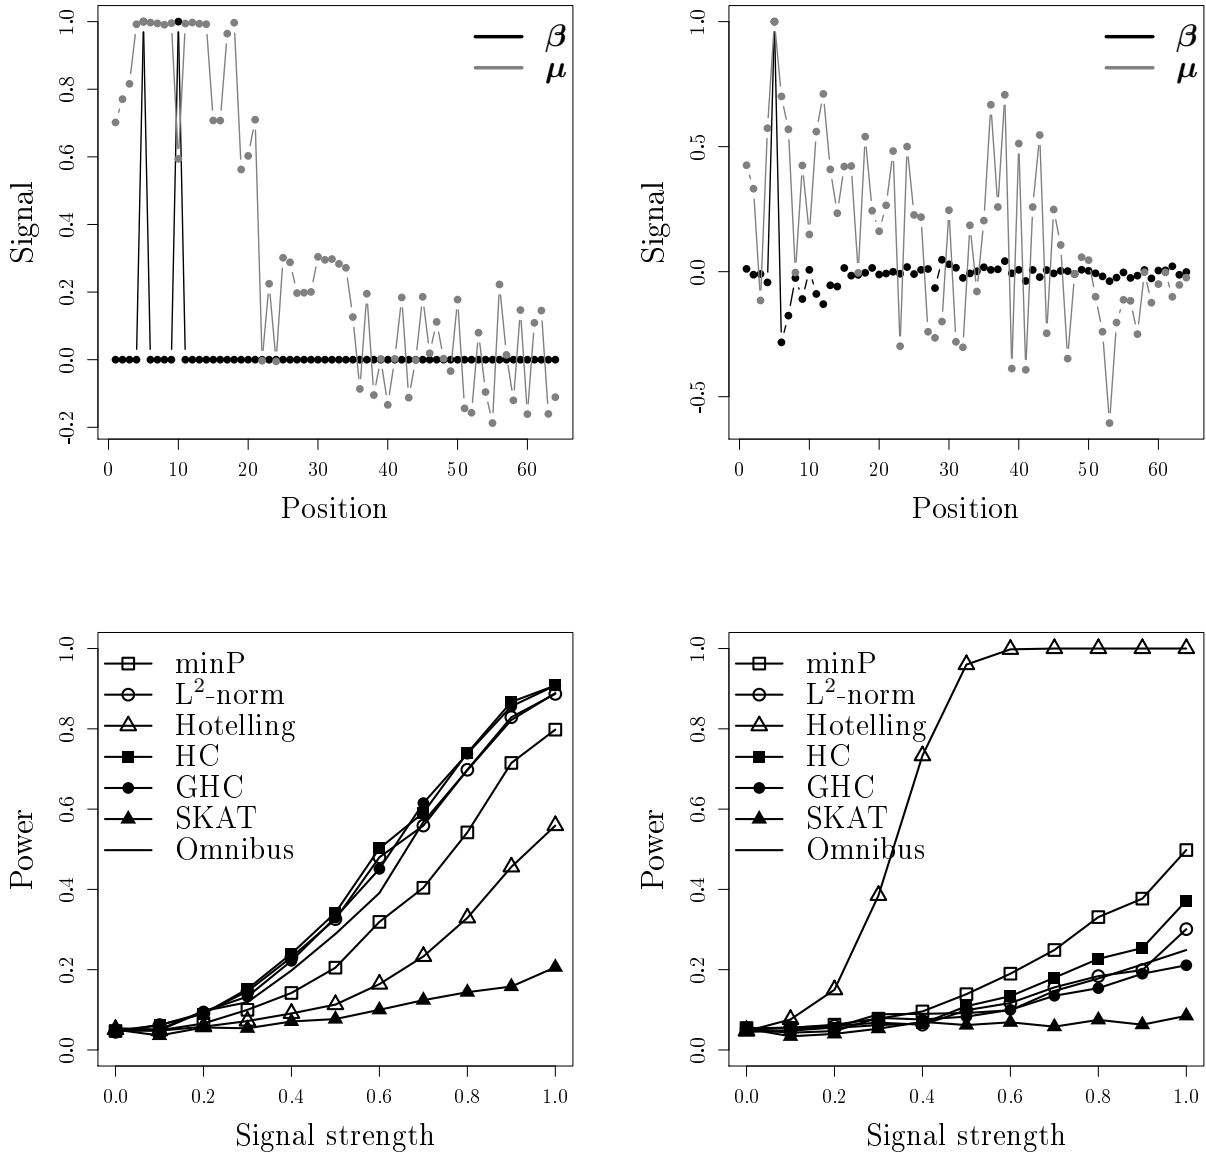 Signal
1.0
0.8
0.6
0.4
0.2
0.0
-0.2
β
μ
0 10 20 30 40 50 60
Position
Signal
1.0
0.5
0.0
-0.5
β
μ
0 10 20 30 40 50 60
Position
Power
1.0
0.8
0.6
0.4
0.2
0.0
minP
L²-norm
Hotelling
HC
GHC
SKAT
Omnibus
0.0 0.2 0.4 0.6 0.8 1.0
Signal strength
Power
1.0
0.8
0.6
0.4
0.2
0.0
minP
L²-norm
Hotelling
HC
GHC
SKAT
Omnibus
0.0 0.2 0.4 0.6 0.8 1.0
Signal strength